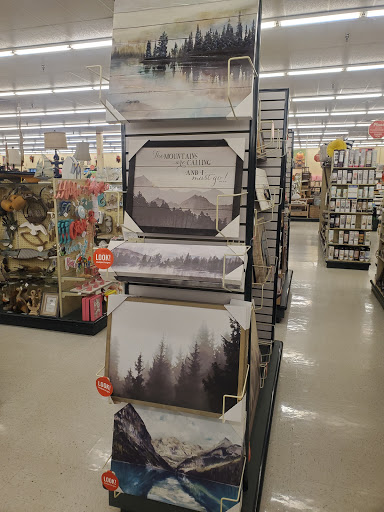 The MOUNTAINS
are CALLING
AND I
must go!
LOOK!
LOOK!
LOOK!